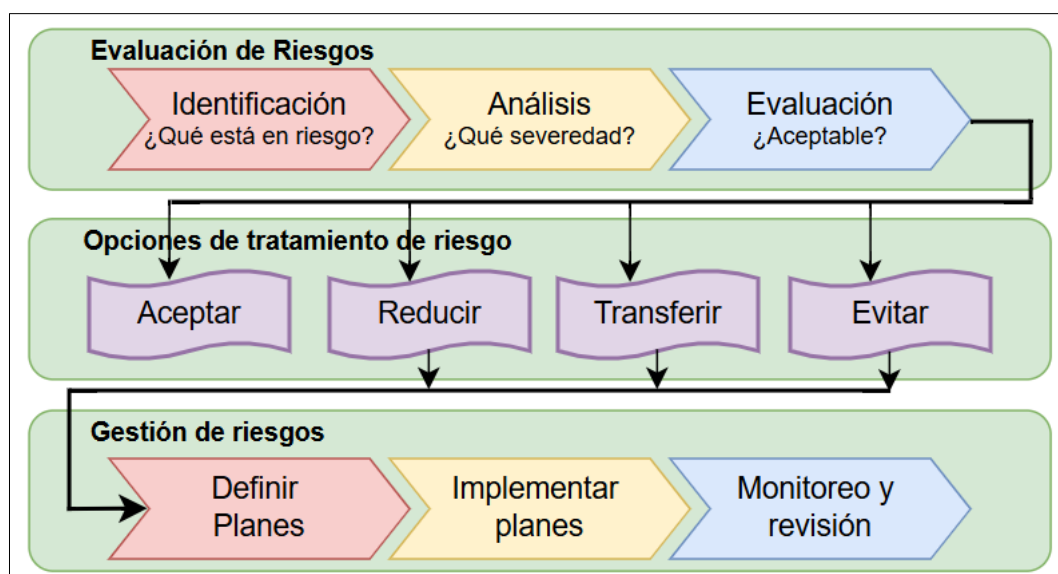 Evaluación de Riesgos
Identificación
¿Qué está en riesgo?
Análisis
¿Qué severedad?
Evaluación
¿Aceptable?
Opciones de tratamiento de riesgo
Aceptar
Reducir
Transferir
Evitar
Gestión de riesgos
Definir
Planes
Implementar
planes
Monitoreo y
revisión